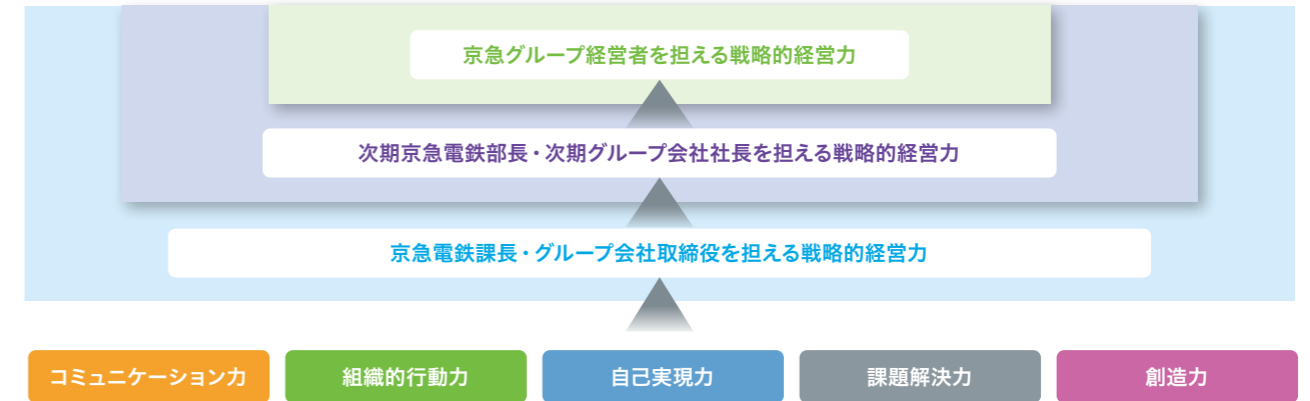 京急グループ経営者を担える戦略的経営力
次期京急電鉄部長・次期グループ会社社長を担える戦略的経営力
京急電鉄課長・グループ会社取締役を担える戦略的経営力
コミュニケーション力
組織的行動力
自己実現力
課題解決力
創造力